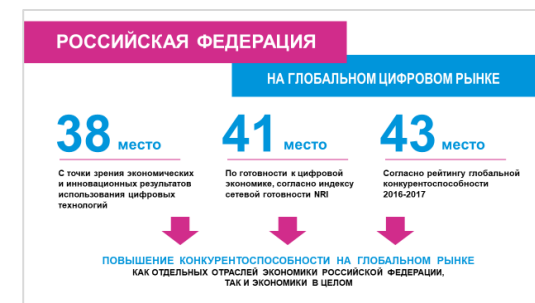 РОССИЙСКАЯ ФЕДЕРАЦИЯ
НА ГЛОБАЛЬНОМ ЦИФРОВОМ РЫНКЕ
38 место
С точки зрения экономических
и инновационных результатов
использования цифровых
технологий
41 место
По готовности к цифровой
экономике, согласно индексу
сетевой готовности NRI
43 место
Согласно рейтингу глобальной
конкурентоспособности
2016-2017
ПОВЫШЕНИЕ КОНКУРЕНТОСПОСОБНОСТИ НА ГЛОБАЛЬНОМ РЫНКЕ
КАК ОТДЕЛЬНЫХ ОТРАСЛЕЙ ЭКОНОМИКИ РОССИЙСКОЙ ФЕДЕРАЦИИ,
ТАК И ЭКОНОМИКИ В ЦЕЛОМ